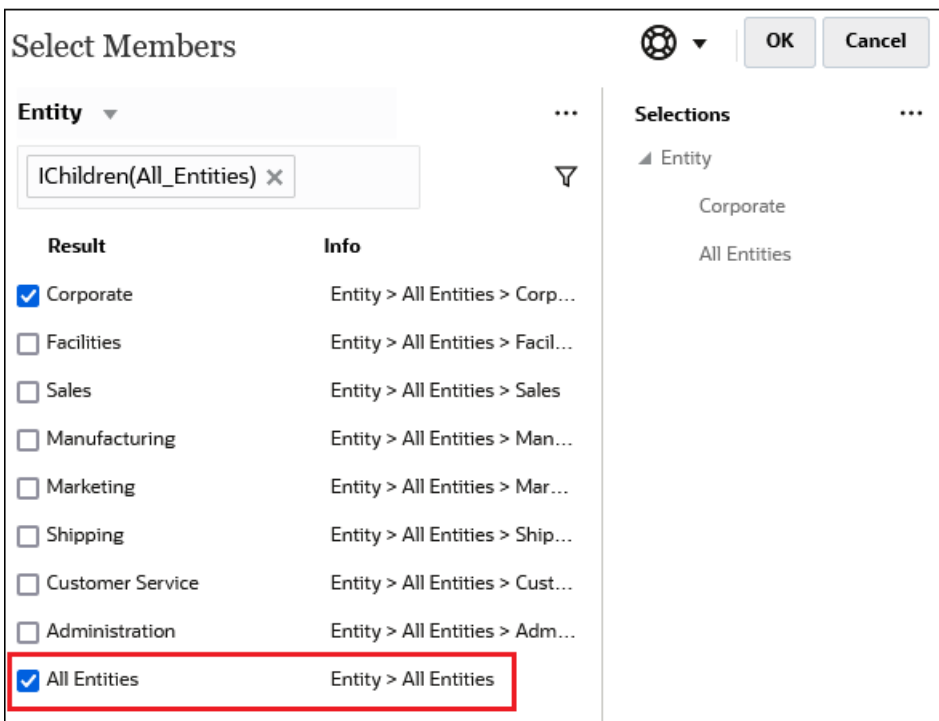 Select Members
OK
Cancel
Entity
...
Selections
...
IChildren(All_Entities) ×
Entity
Corporate
All Entities
Result Info
Corporate Entity > All Entities > Corp...
Facilities Entity > All Entities > Facil...
Sales Entity > All Entities > Sales
Manufacturing Entity > All Entities > Man...
Marketing Entity > All Entities > Mar...
Shipping Entity > All Entities > Ship...
Customer Service Entity > All Entities > Cust...
Administration Entity > All Entities > Adm...
All Entities Entity > All Entities